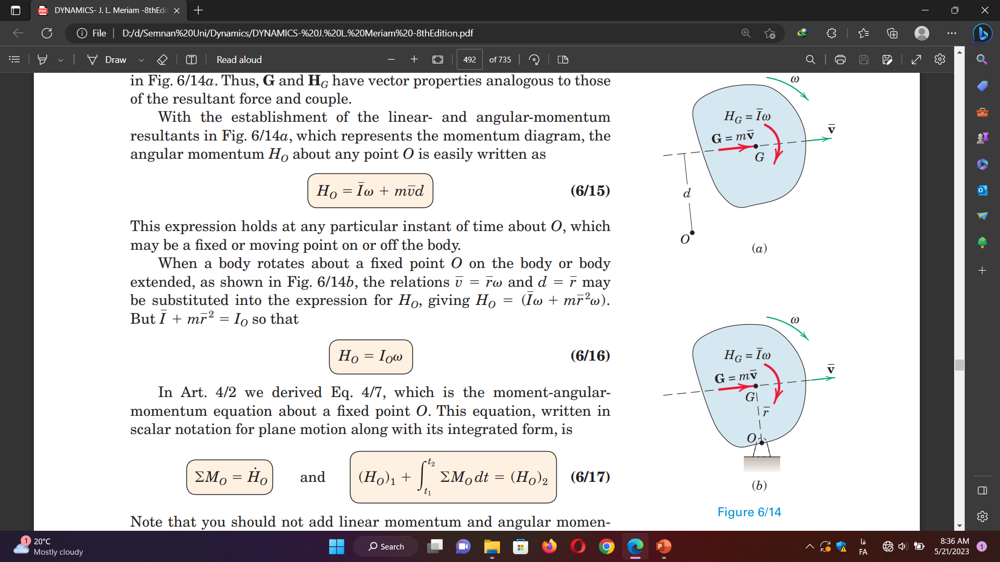 DYNAMICS- J. L. Meriam -8thEdi
File
D:/d/Semnan%20Uni/Dynamics/DYNAMICS-%20J.%20L.%20Meriam%20-8thEdition.pdf
Draw
Read aloud
492 of 735
in Fig. 6/14a. Thus, G and H_G have vector properties analogous to those
of the resultant force and couple.
With the establishment of the linear- and angular-momentum
resultants in Fig. 6/14a, which represents the momentum diagram, the
angular momentum H_O about any point O is easily written as
H_O = Īω + mv̄d (6/15)
This expression holds at any particular instant of time about O, which
may be a fixed or moving point on or off the body.
When a body rotates about a fixed point O on the body or body
extended, as shown in Fig. 6/14b, the relations v̄ = r̄ω and d = r̄ may
be substituted into the expression for H_O, giving H_O = (Īω + mr̄²ω).
But Ī + mr̄² = I_O so that
H_O = I_Oω (6/16)
In Art. 4/2 we derived Eq. 4/7, which is the moment-angular-
momentum equation about a fixed point O. This equation, written in
scalar notation for plane motion along with its integrated form, is
ΣM_O = Ḣ_O and (H_O)₁ + ∫_{t₁}^{t₂} ΣM_O dt = (H_O)₂ (6/17)
Note that you should not add linear momentum and angular momen-
ω
H_G = Īω
G = mv̄
v̄
G
d
O
(a)
ω
H_G = Īω
G = mv̄
v̄
G
r̄
O
(b)
Figure 6/14
1
20°C
Mostly cloudy
Search
فا
FA
8:36 AM
5/21/2023
1